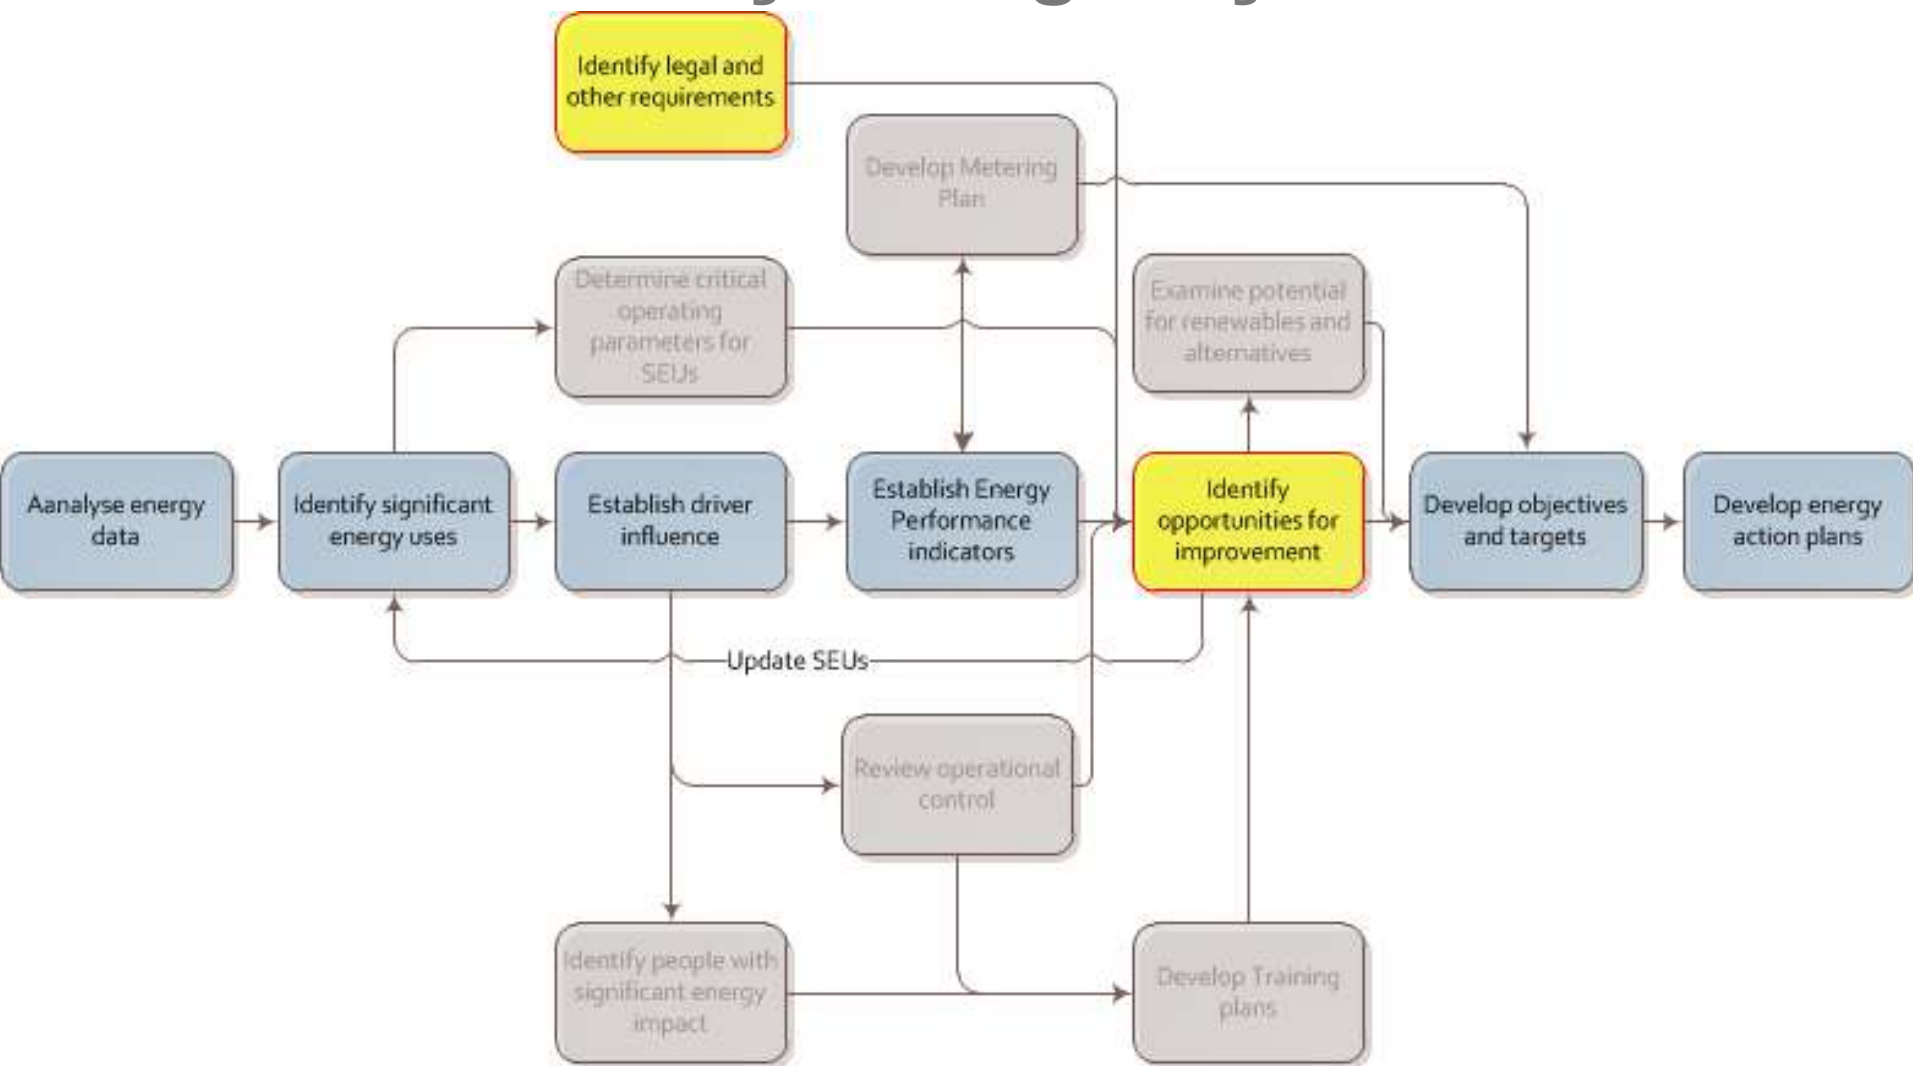 Identify legal and
other requirements
Develop Metering
Plan
Determine critical
operating
parameters for
SEUs
Examine potential
for renewables and
alternatives
Aanalyse energy
data
Identify significant
energy uses
Establish driver
influence
Establish Energy
Performance
indicators
Identify
opportunities for
improvement
Develop objectives
and targets
Develop energy
action plans
Update SEUs
Review operational
control
Identify people with
significant energy
impact
Develop Training
plans